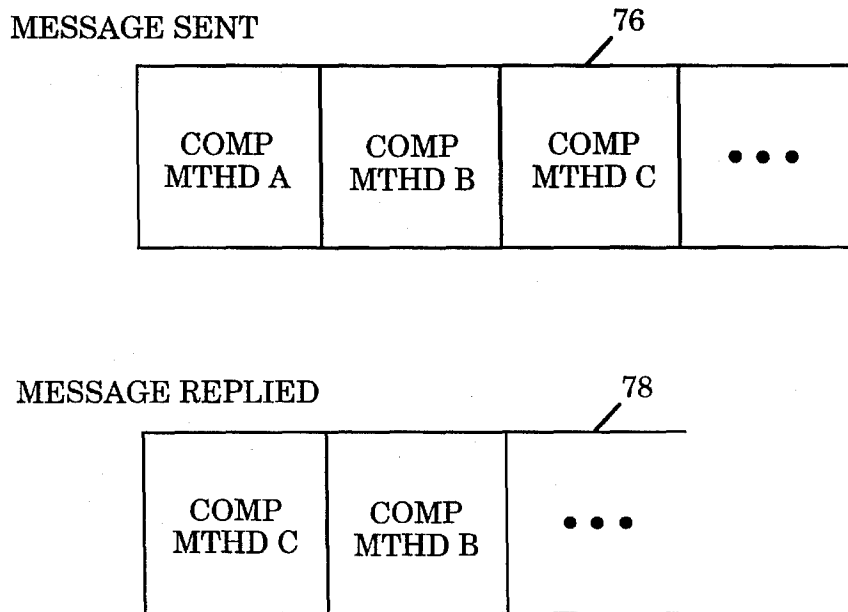 MESSAGE SENT
76
COMP
MTHD A
COMP
MTHD B
COMP
MTHD C
MESSAGE REPLIED
78
COMP
MTHD C
COMP
MTHD B